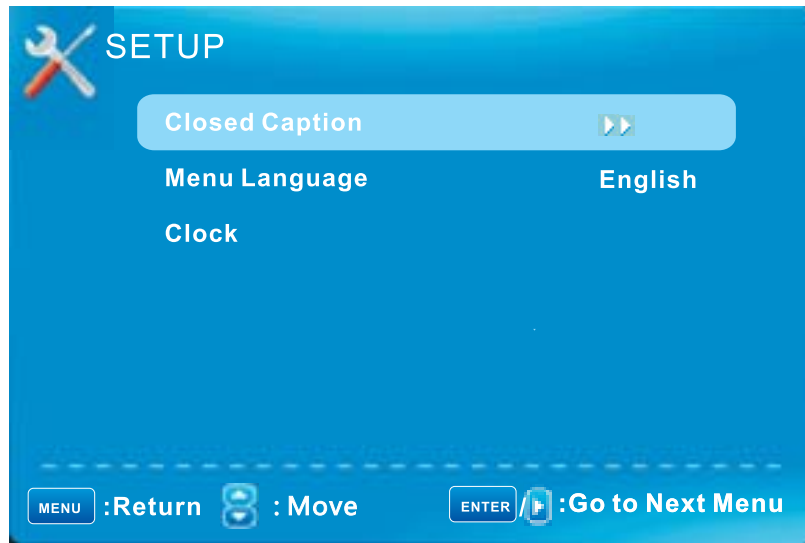 SETUP
Closed Caption
Menu Language English
Clock
MENU :Return : Move ENTER / :Go to Next Menu